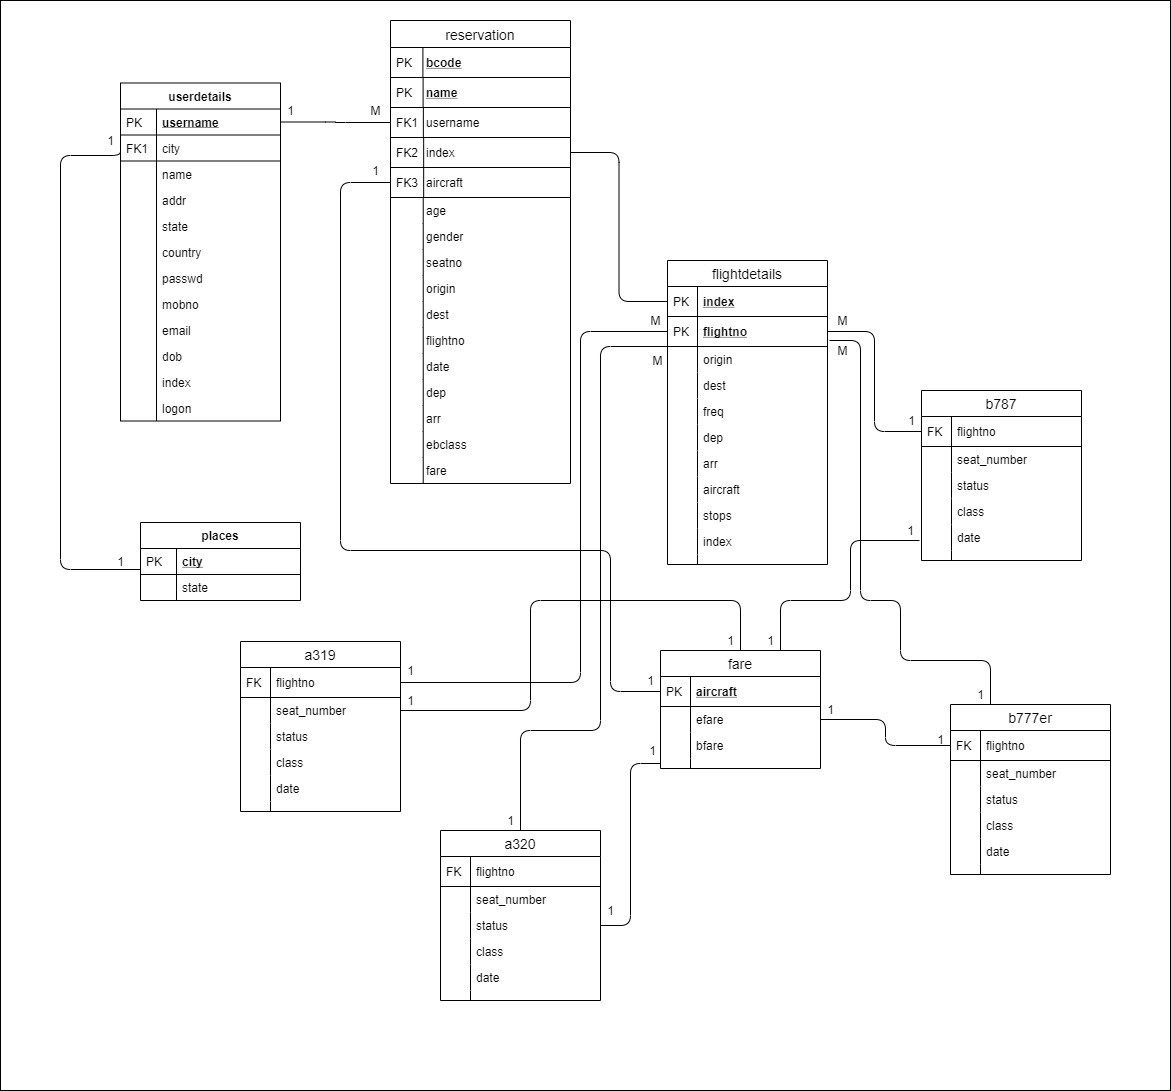 reservation
PK bcode
PK name
FK1 username
FK2 index
FK3 aircraft
age
gender
seatno
origin
dest
flightno
date
dep
arr
ebclass
fare
userdetails
PK username
FK1 city
name
addr
state
country
passwd
mobno
email
dob
index
logon
1
M
1
1
flightdetails
PK index
PK flightno
origin
dest
freq
dep
arr
aircraft
stops
index
M
M
M
M
b787
FK flightno
seat_number
status
class
date
1
1
places
PK city
state
1
a319
FK flightno
seat_number
status
class
date
1
1
fare
PK aircraft
efare
bfare
1
1
1
1
1
b777er
FK flightno
seat_number
status
class
date
1
1
a320
FK flightno
seat_number
status
class
date
1
1